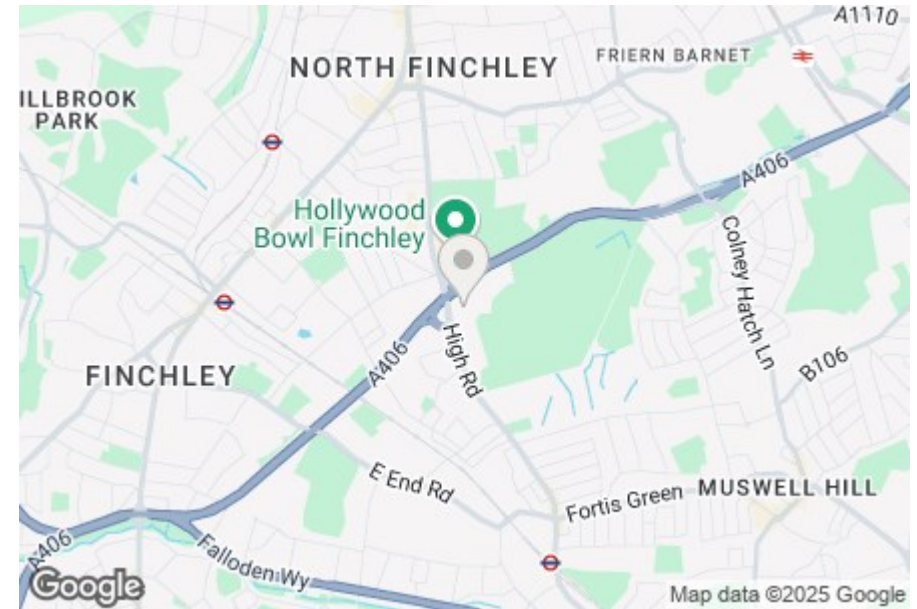 A1110
NORTH FINCHLEY
FRIERN BARNET
ILLBROOK
PARK
A406
Hollywood
Bowl Finchley
Colney Hatch Ln
High Rd
A406
B106
FINCHLEY
E End Rd
Fortis Green
MUSWELL HILL
A406
Falloden Wy
Google
Map data ©2025 Google